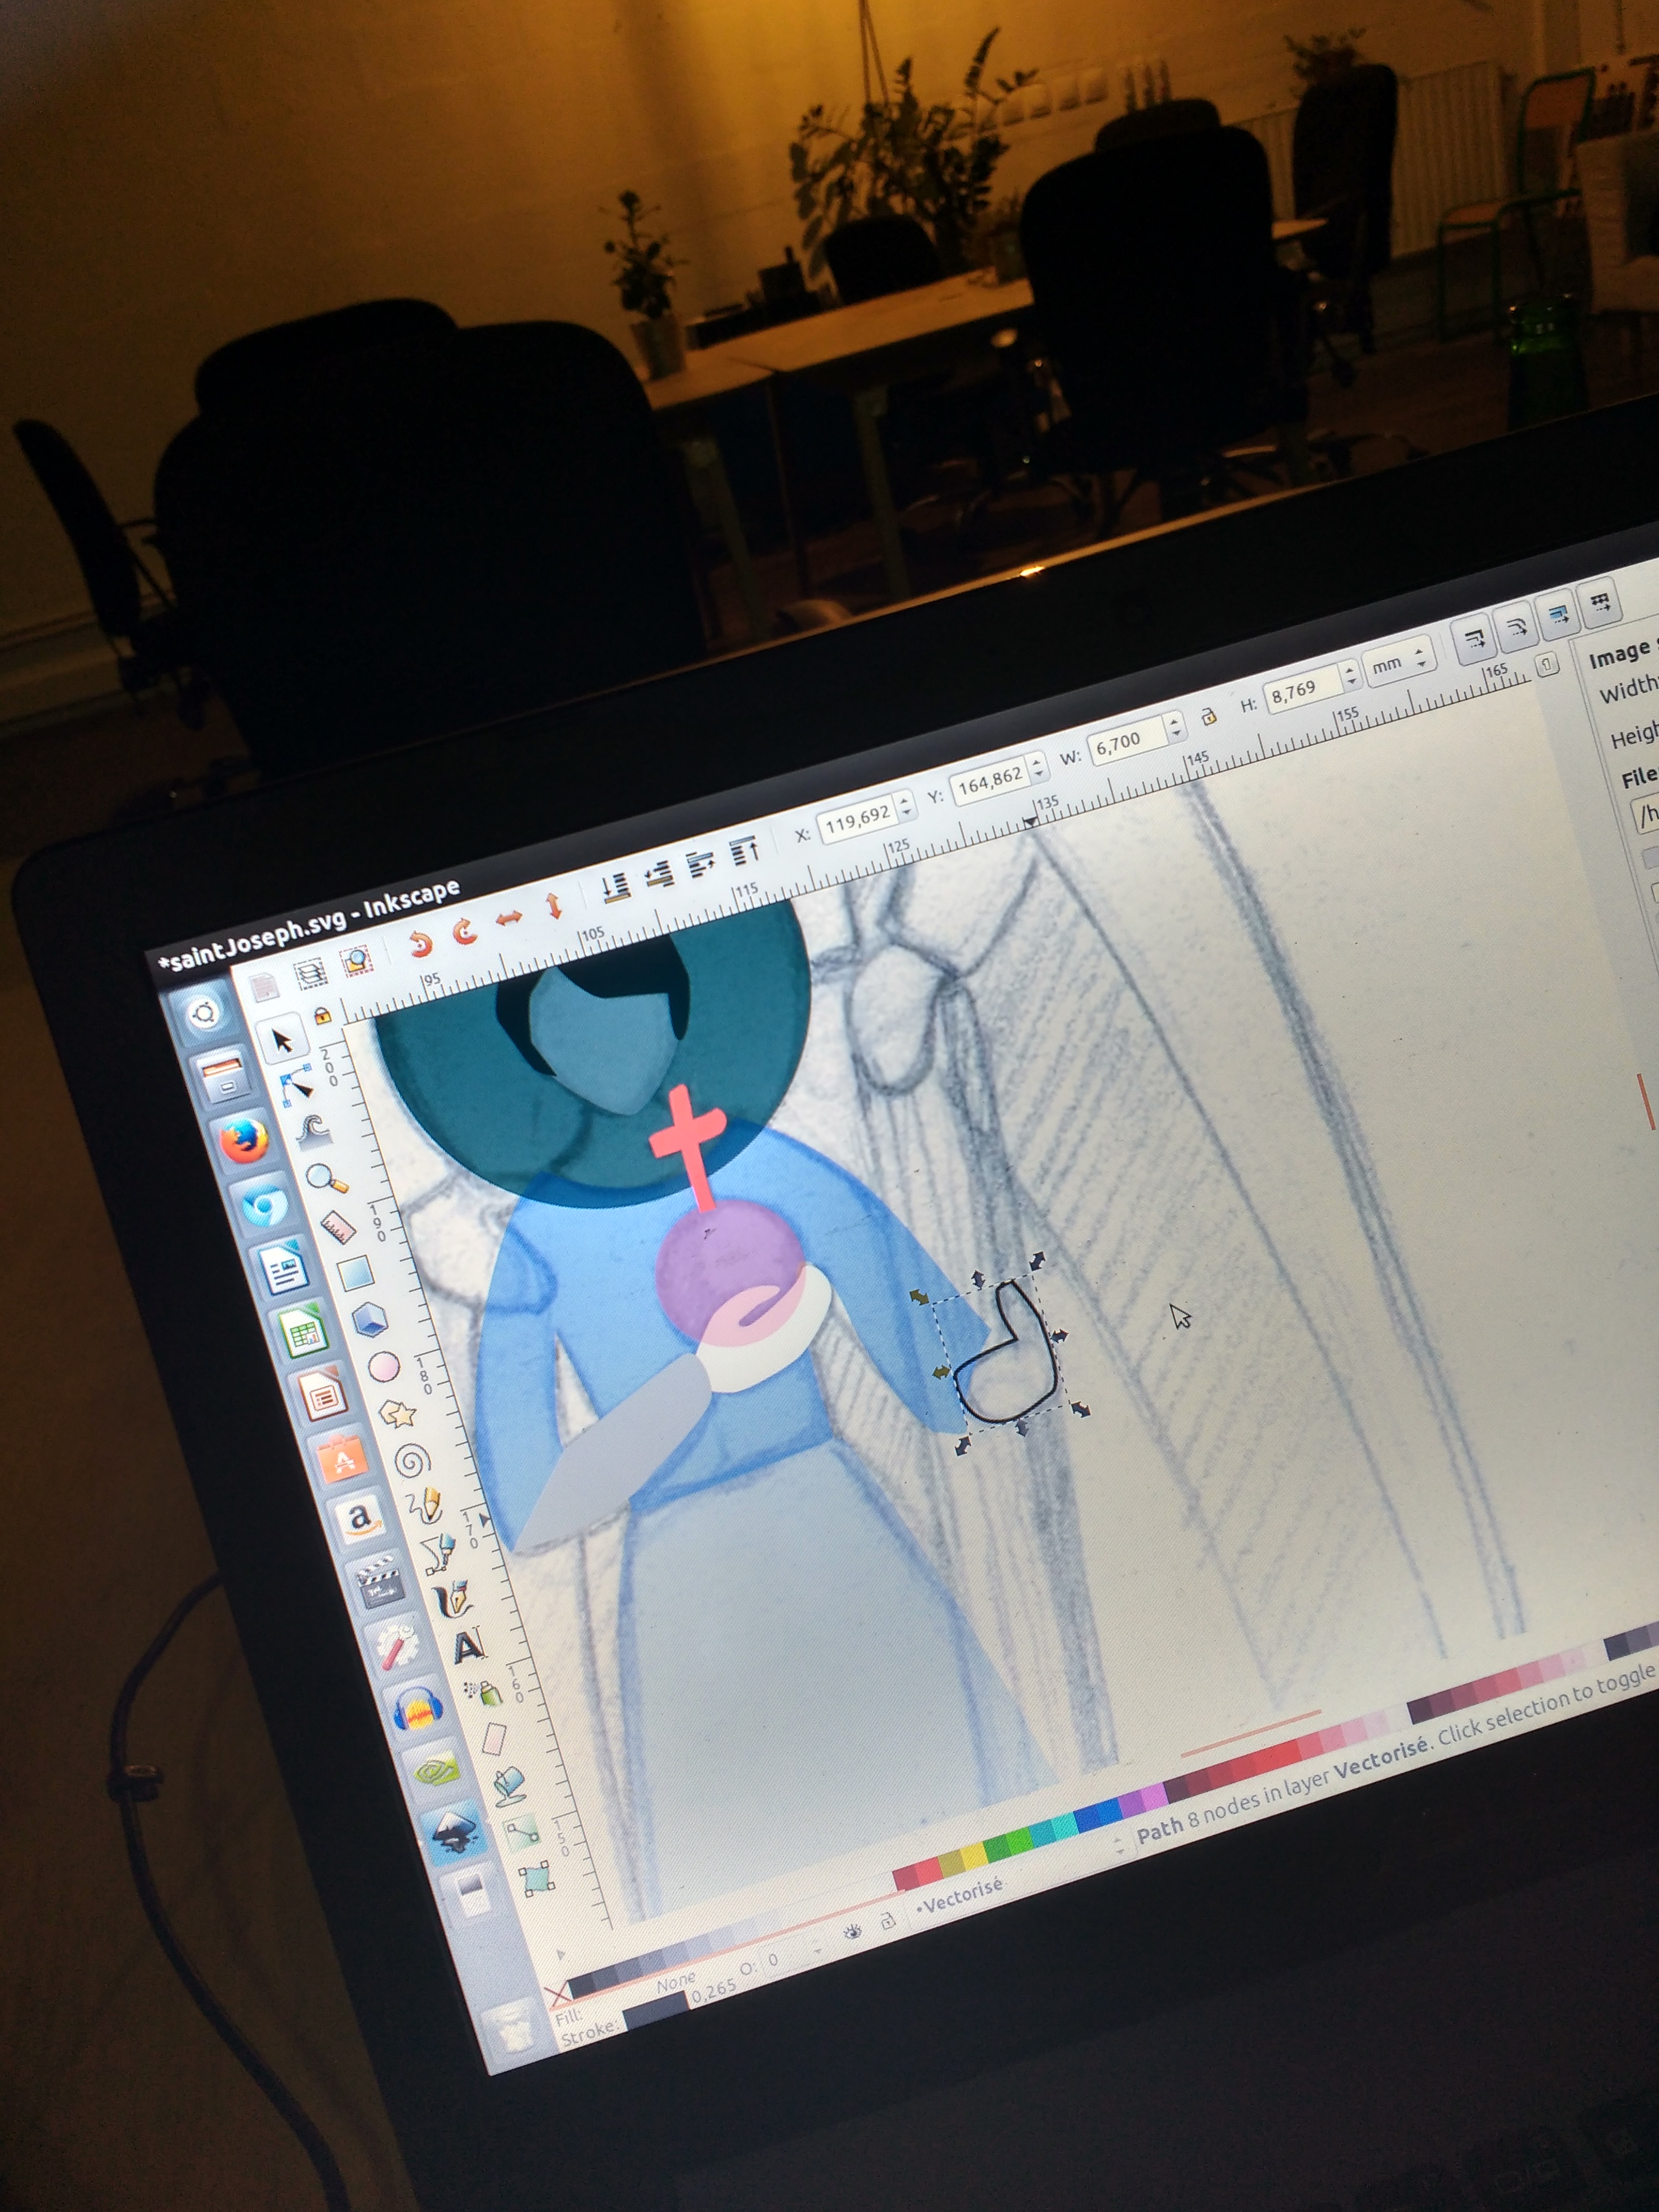 *saintJoseph.svg - Inkscape
X: 119,692 Y: 164,862 W: 6,700 H: 8,769 mm
95 105 115 125 135 145 155 165
Image
Width
Heigh
File
/h
200
190
180
170
160
150
a
A
A
Path 8 nodes in layer Vectorisé. Click selection to toggle
•Vectorisé
Fill: None O: 0
Stroke: 0,265